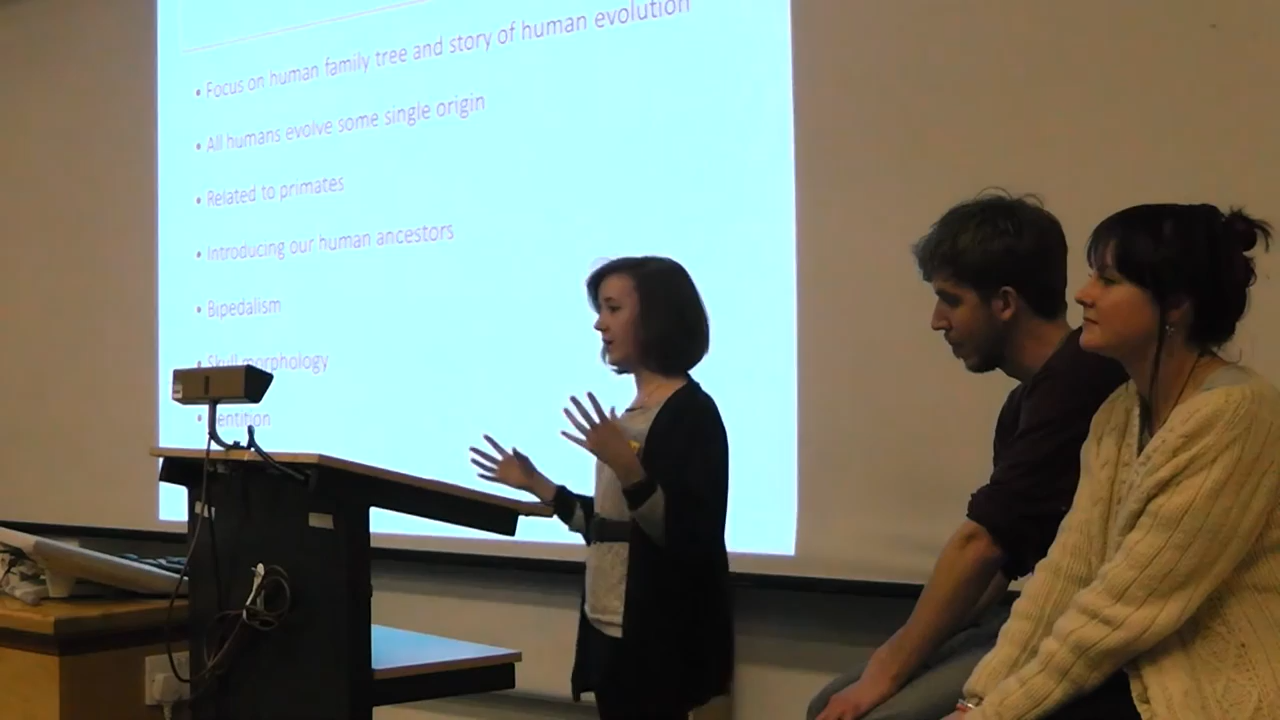 • Focus on human family tree and story of human evolution
• All humans evolve some single origin
• Related to primates
• Introducing our human ancestors
• Bipedalism
• Skull morphology
• Dentition